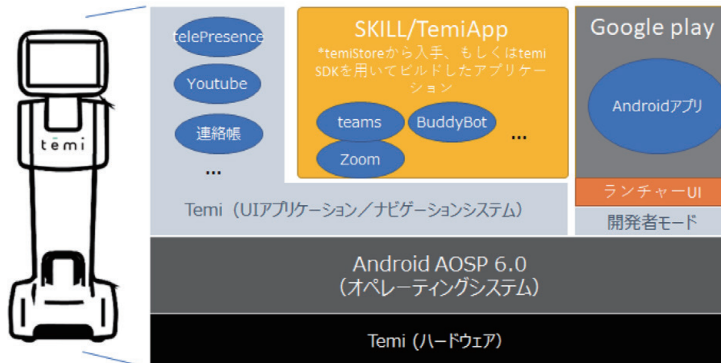 temi
telePresence
Youtube
連絡帳
...
SKILL/TemiApp
*temiStoreから入手、もしくはtemi
SDKを用いてビルドしたアプリケー
ション
teams
BuddyBot
...
Zoom
Google play
Androidアプリ
ランチャーUI
開発者モード
Temi（UIアプリケーション／ナビゲーションシステム）
Android AOSP 6.0
（オペレーティングシステム）
Temi (ハードウェア）